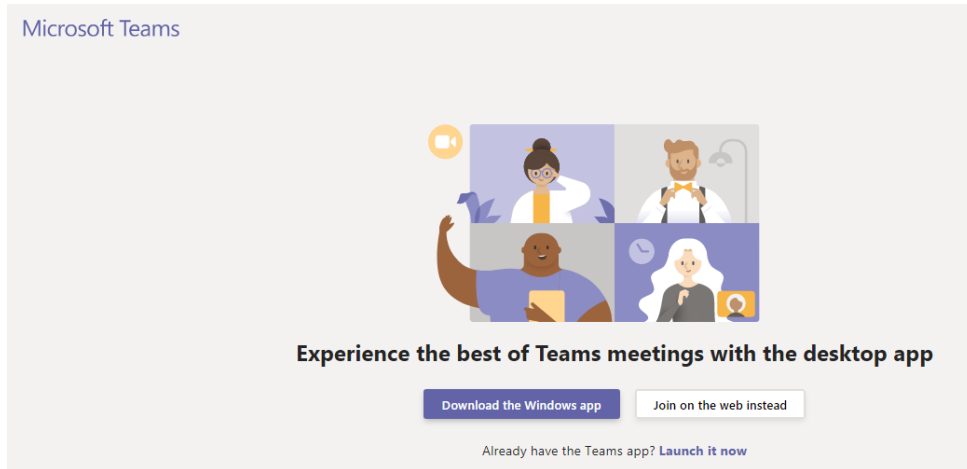 Microsoft Teams
Experience the best of Teams meetings with the desktop app
Download the Windows app
Join on the web instead
Already have the Teams app? Launch it now